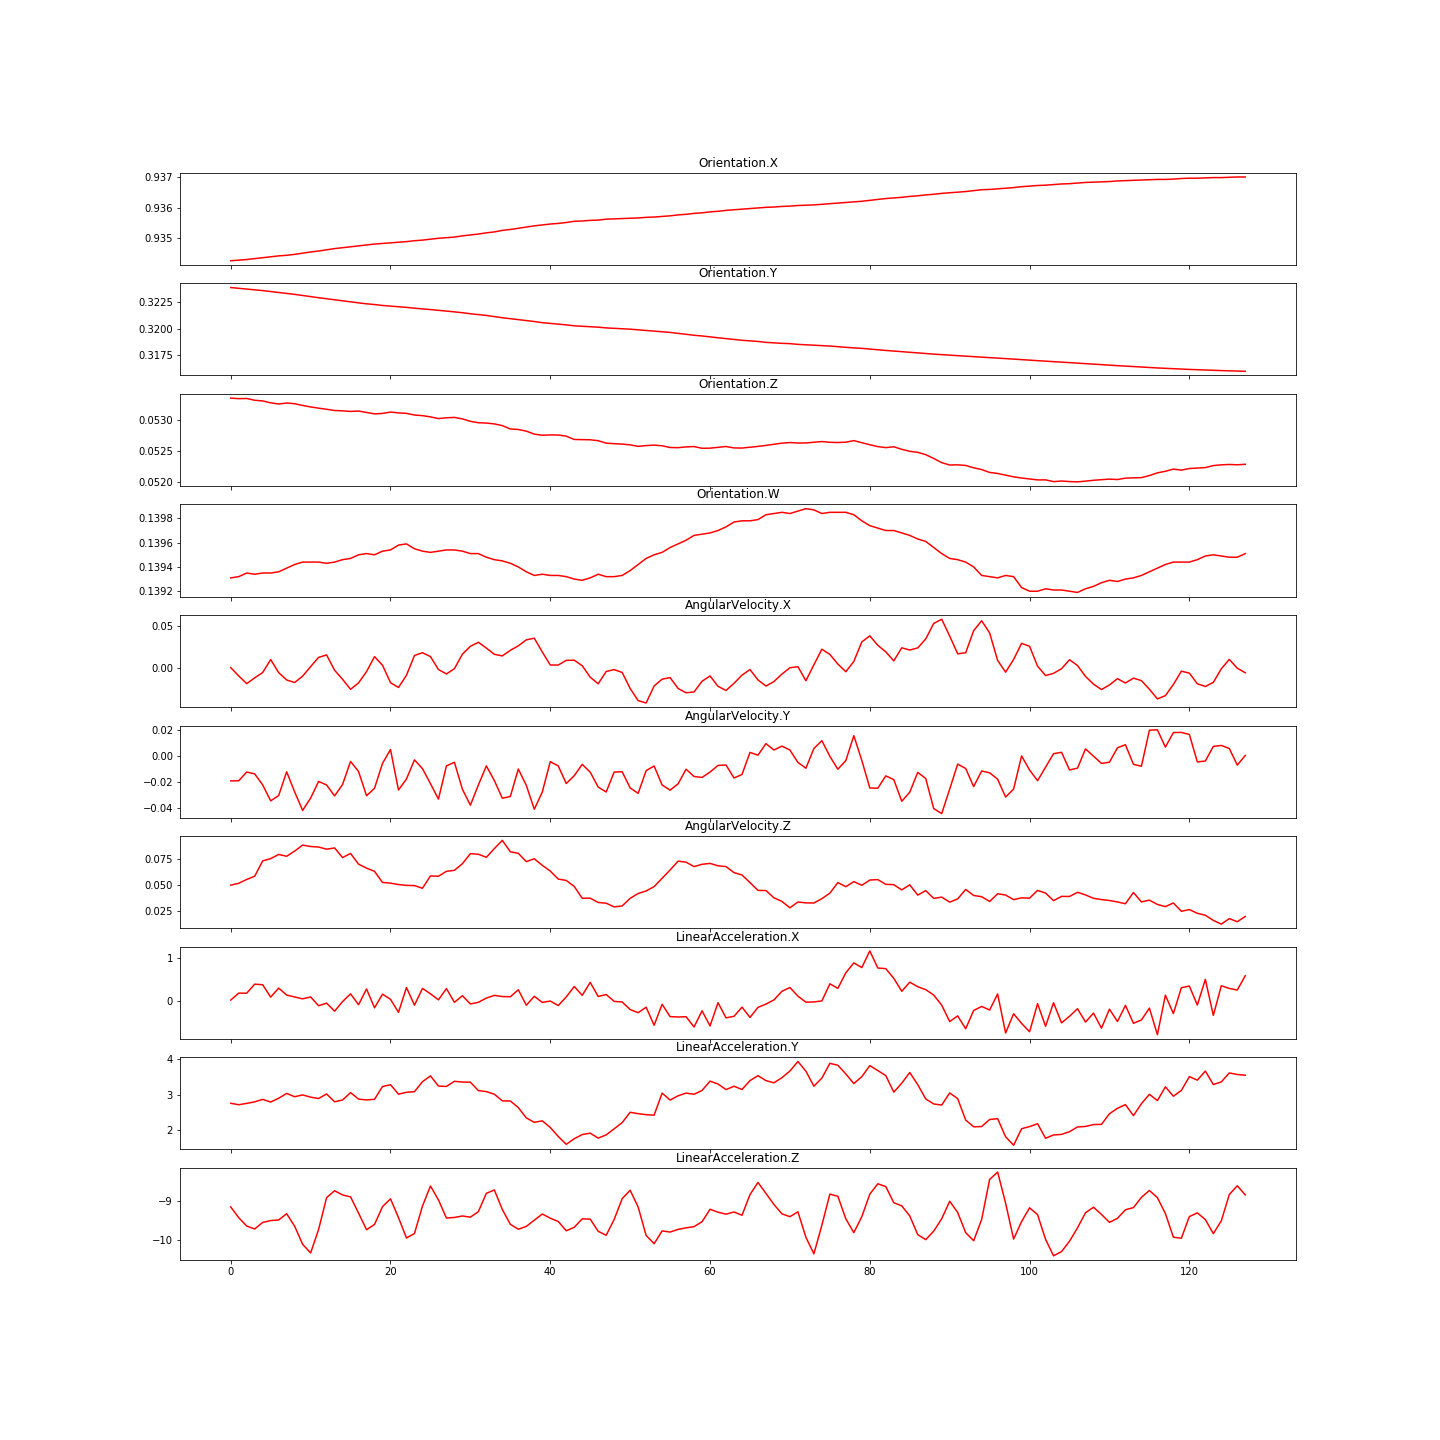 Orientation.X
0.937
0.936
0.935
Orientation.Y
0.3225
0.3200
0.3175
Orientation.Z
0.0530
0.0525
0.0520
Orientation.W
0.1398
0.1396
0.1394
0.1392
AngularVelocity.X
0.05
0.00
AngularVelocity.Y
0.02
0.00
−0.02
−0.04
AngularVelocity.Z
0.075
0.050
0.025
LinearAcceleration.X
1
0
LinearAcceleration.Y
4
3
2
LinearAcceleration.Z
−9
−10
0 20 40 60 80 100 120